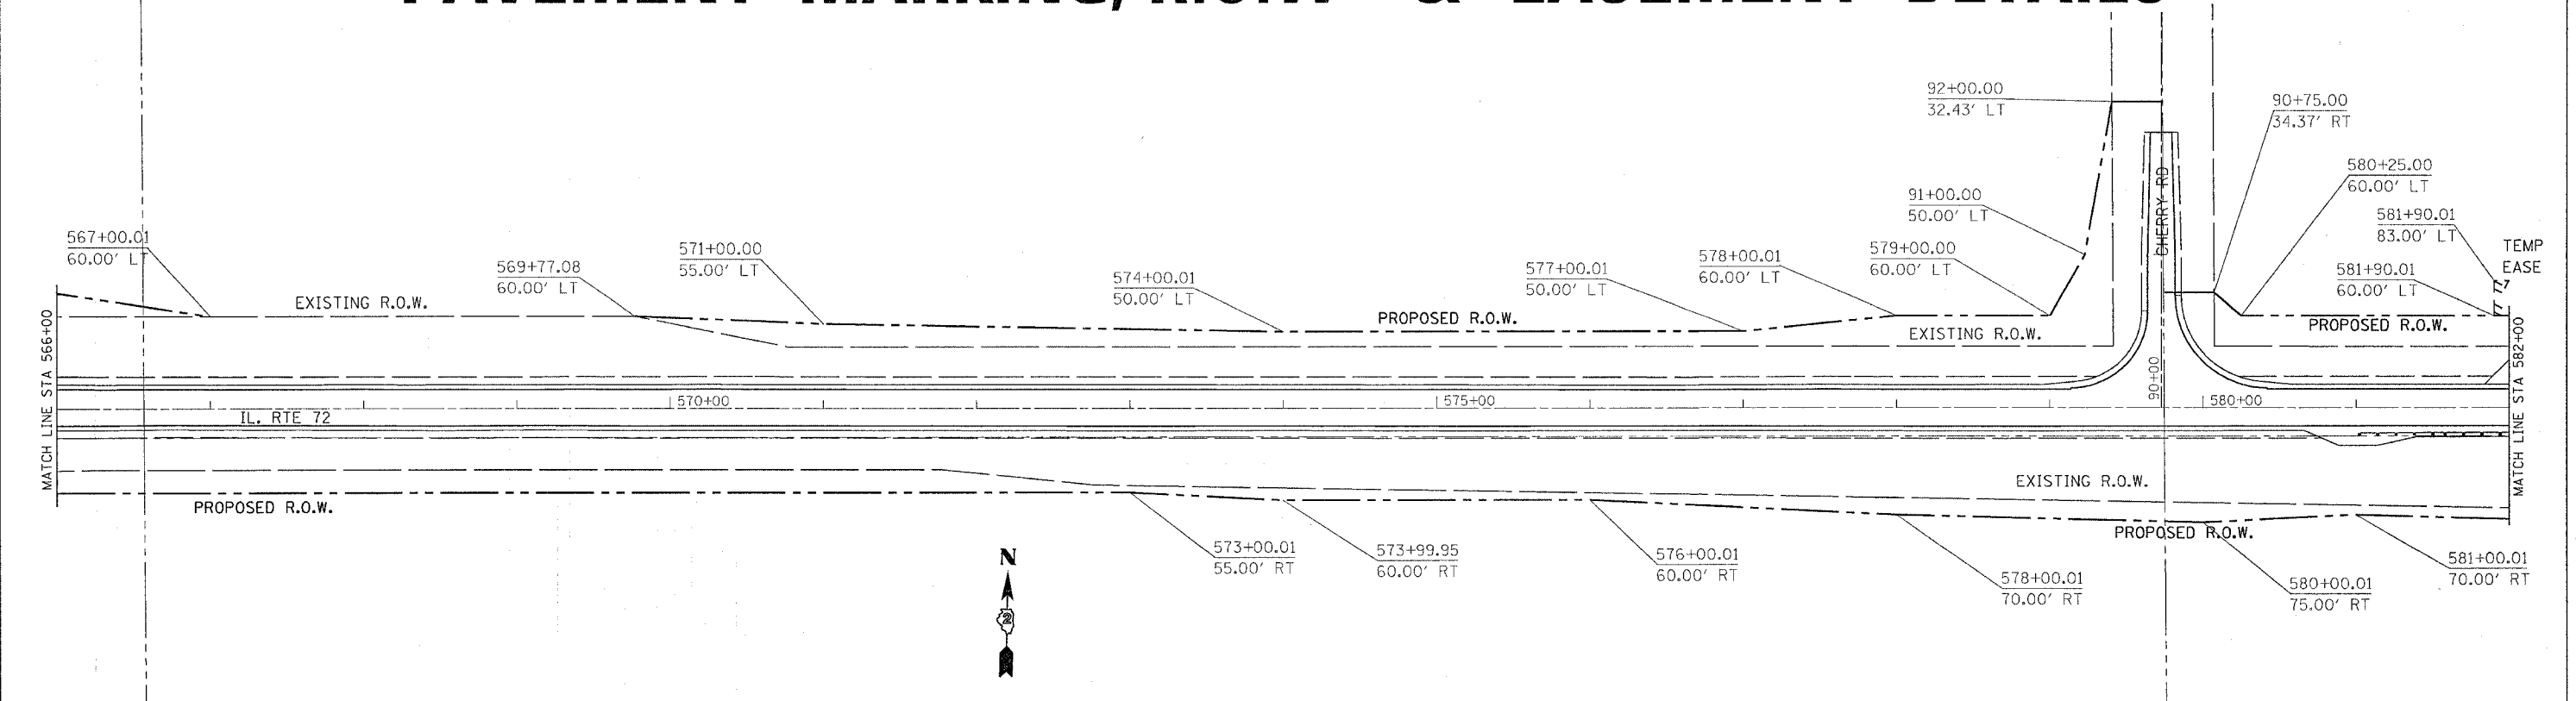 PAVEMENT MARKING, R.O.W. & EASEMENT DETAILS
92+00.00
32.43' LT
90+75.00
34.37' RT
580+25.00
60.00' LT
91+00.00
50.00' LT
581+90.01
83.00' LT
TEMP
EASE
CHERRY RD
567+00.01
60.00' LT
569+77.08
60.00' LT
571+00.00
55.00' LT
574+00.01
50.00' LT
577+00.01
50.00' LT
578+00.01
60.00' LT
579+00.00
60.00' LT
581+90.01
60.00' LT
EXISTING R.O.W.
PROPOSED R.O.W.
EXISTING R.O.W.
PROPOSED R.O.W.
MATCH LINE STA 566+00
MATCH LINE STA 582+00
90+00
570+00
575+00
580+00
IL. RTE 72
EXISTING R.O.W.
PROPOSED R.O.W.
PROPOSED R.O.W.
573+00.01
55.00' RT
573+99.95
60.00' RT
576+00.01
60.00' RT
578+00.01
70.00' RT
580+00.01
75.00' RT
581+00.01
70.00' RT
N
2